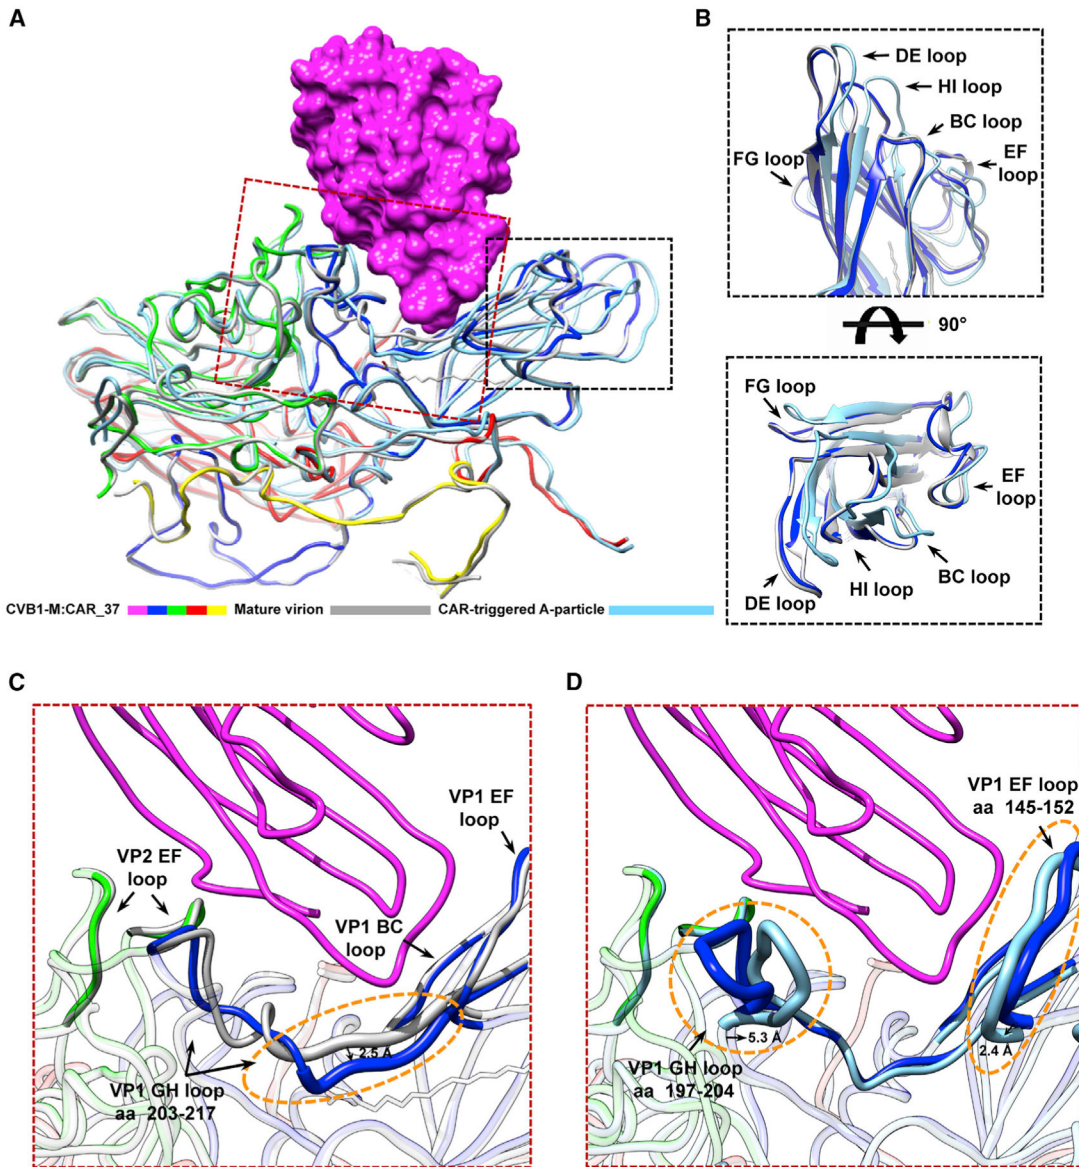 A
B
DE loop
HI loop
BC loop
FG loop
EF
loop
90°
FG loop
EF
loop
BC loop
HI loop
DE loop
CVB1-M:CAR_37
Mature virion
CAR-triggered A-particle
C
D
VP1 EF
loop
VP2 EF
loop
VP1 BC
loop
2.5 Å
VP1 GH loop
aa 203-217
VP1 EF loop
aa 145-152
5.3 Å
2.4 Å
VP1 GH loop
aa 197-204